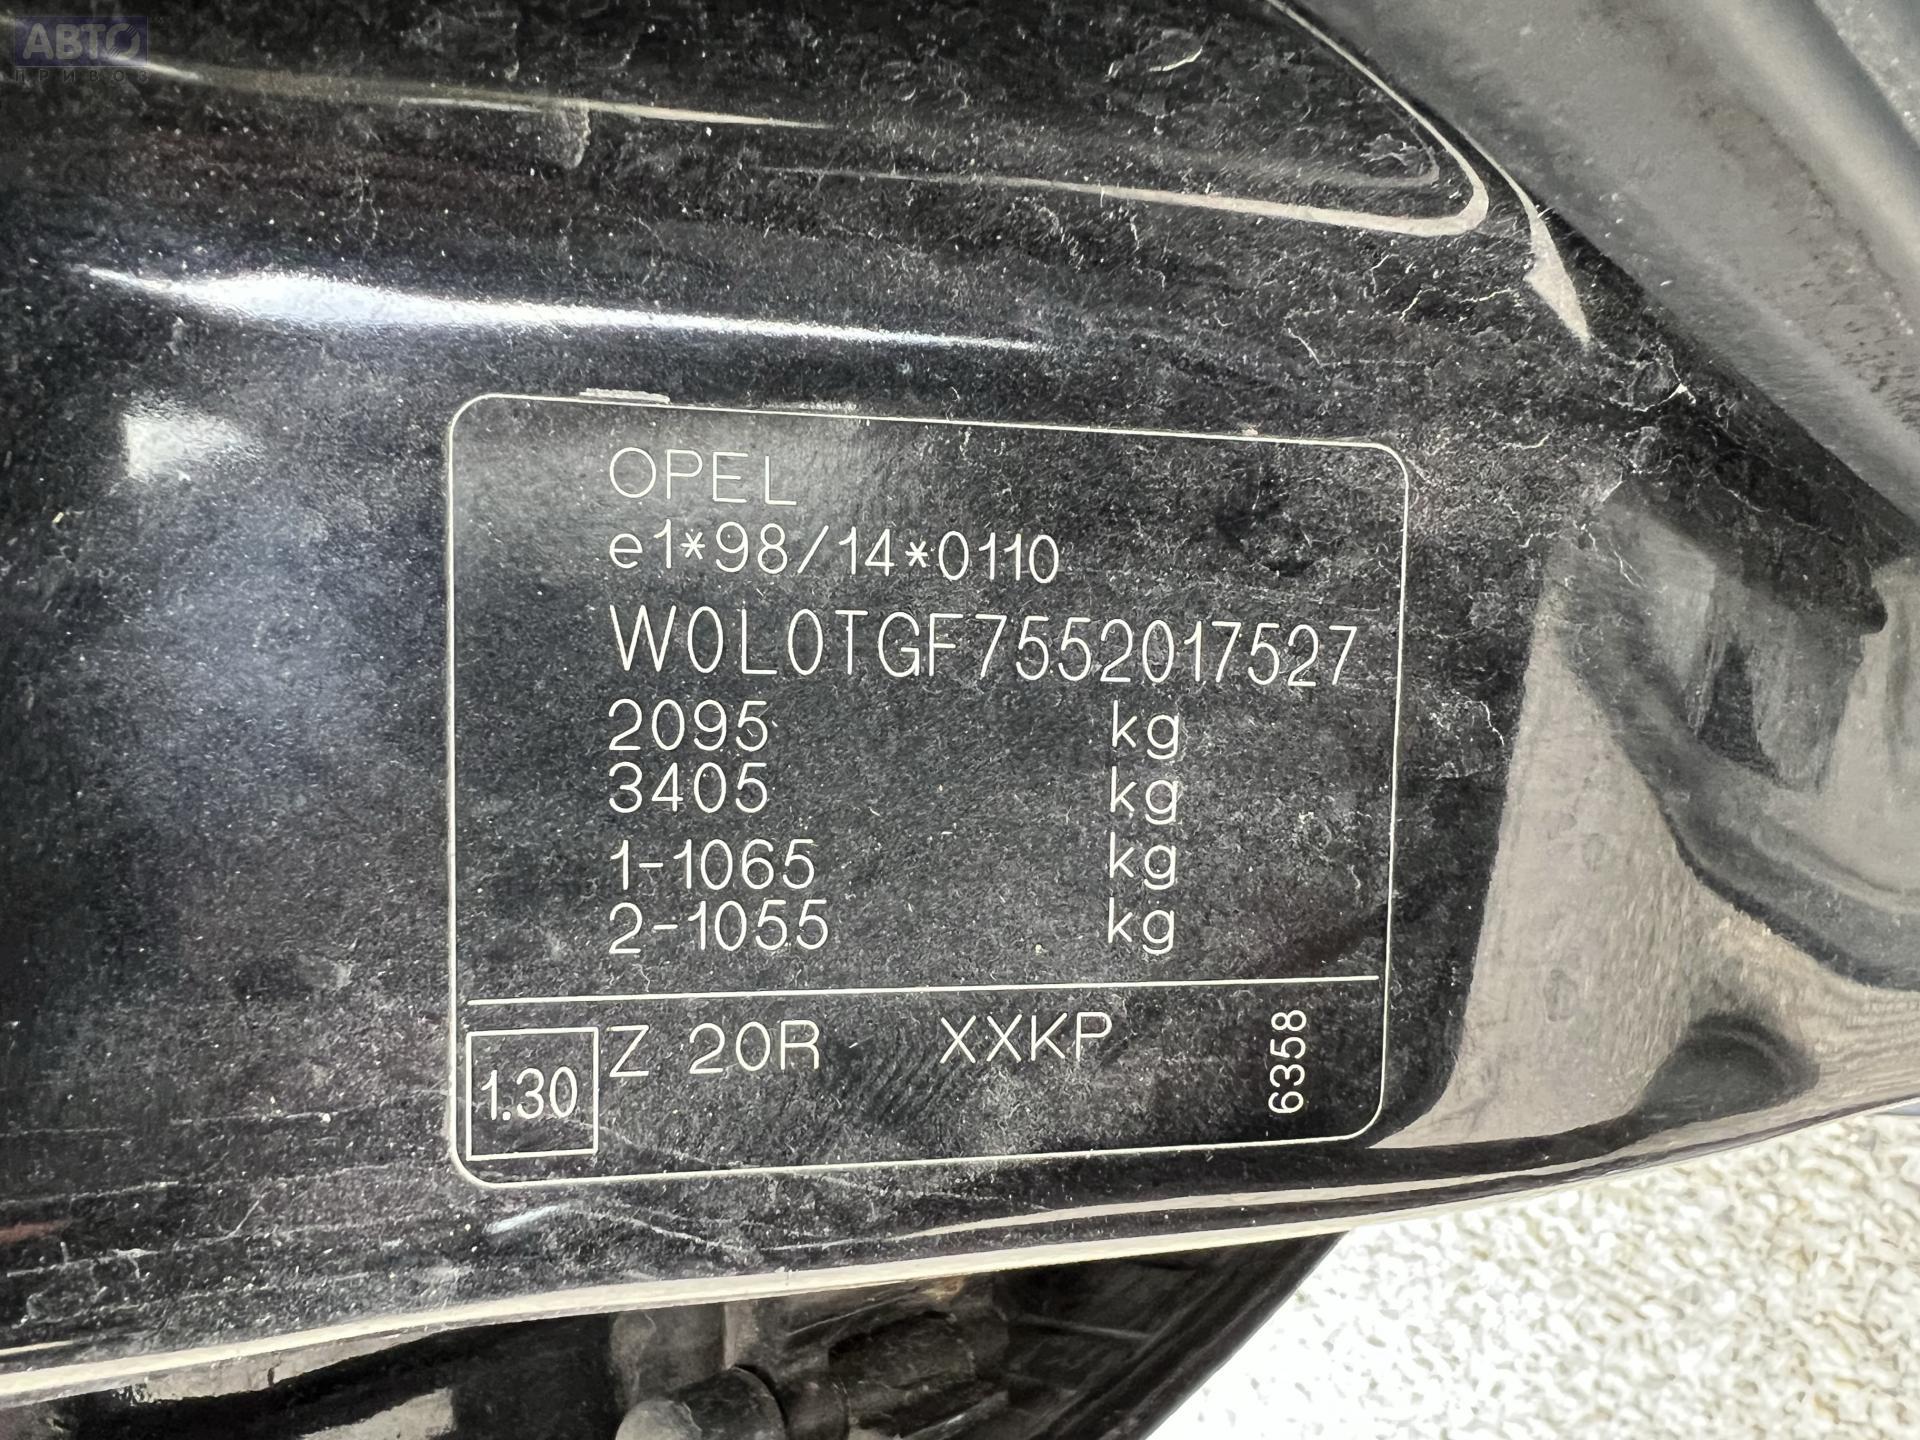 АВТО
ПРИВОЗ
OPEL
e1*98/14*0110
W0L0TGF7552017527
2095 kg
3405 kg
1-1065 kg
2-1055 kg
1.30 Z 20R XXKP 6358